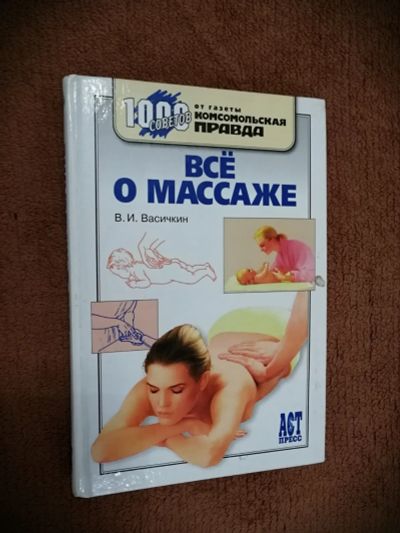 1000
СОВЕТОВ
от газеты
КОМСОМОЛЬСКАЯ
ПРАВДА
ВСЁ
О МАССАЖЕ
В. И. Васичкин
АСТ
ПРЕСС